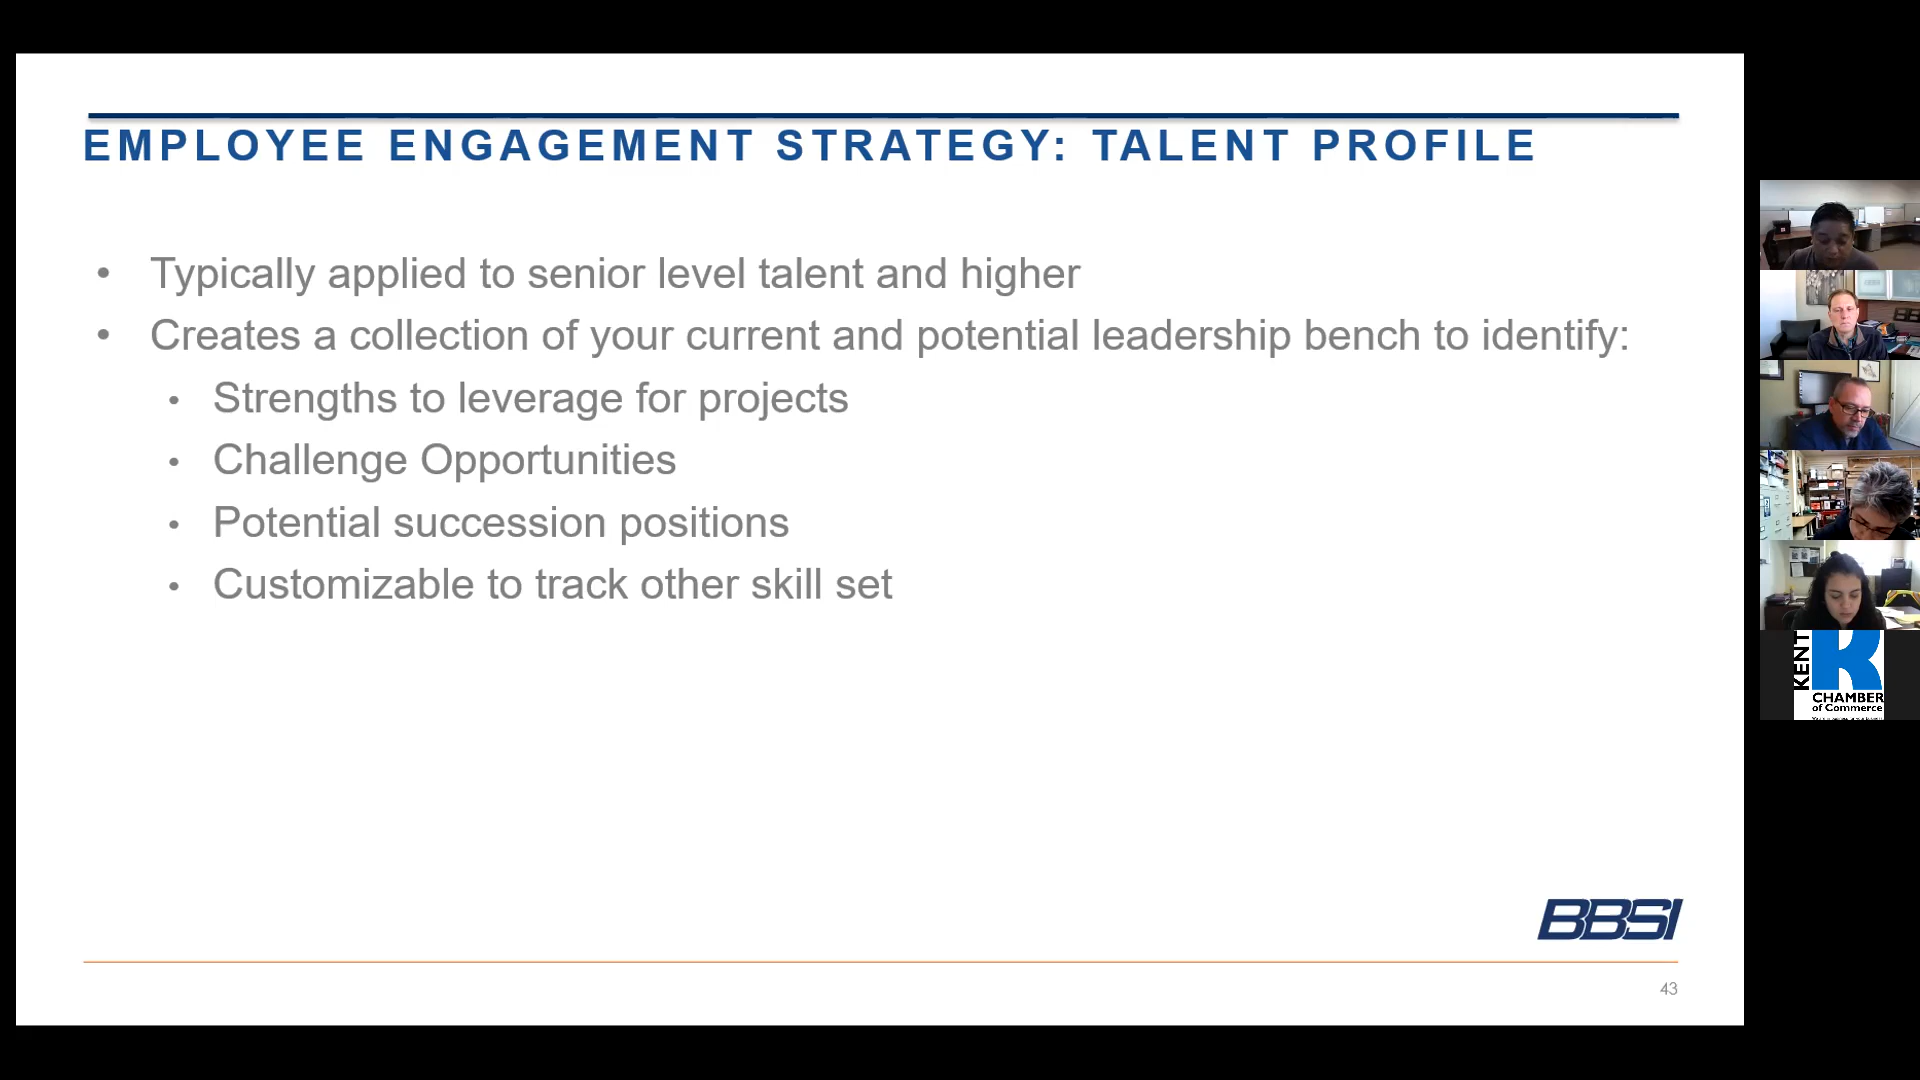 EMPLOYEE ENGAGEMENT STRATEGY: TALENT PROFILE
• Typically applied to senior level talent and higher
• Creates a collection of your current and potential leadership bench to identify:
• Strengths to leverage for projects
• Challenge Opportunities
• Potential succession positions
• Customizable to track other skill set
BBSI
43
KENT
CHAMBER
of Commerce